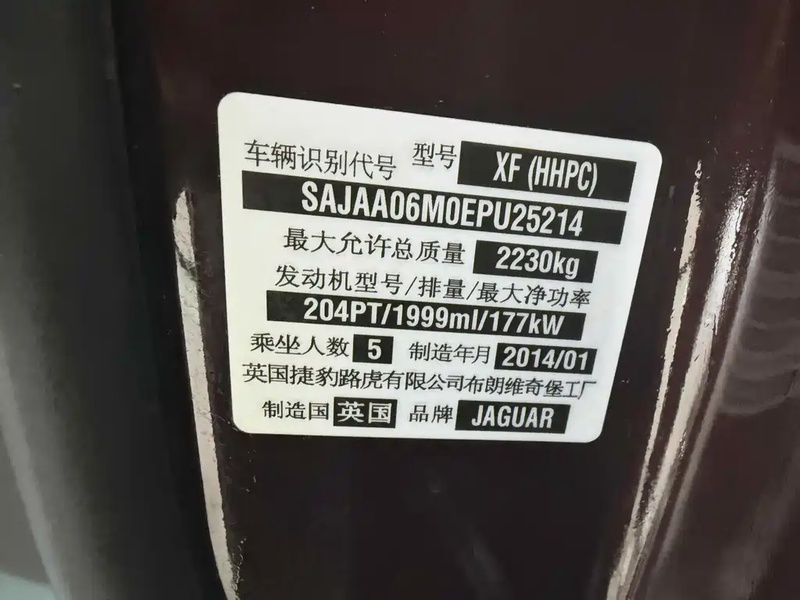 车辆识别代号 型号 XF (HHPC)
SAJAA06M0EPU25214
最大允许总质量 2230kg
发动机型号/排量/最大净功率
204PT/1999ml/177kW
乘坐人数 5 制造年月 2014/01
英国捷豹路虎有限公司布朗维奇堡工厂
制造国 英国 品牌 JAGUAR